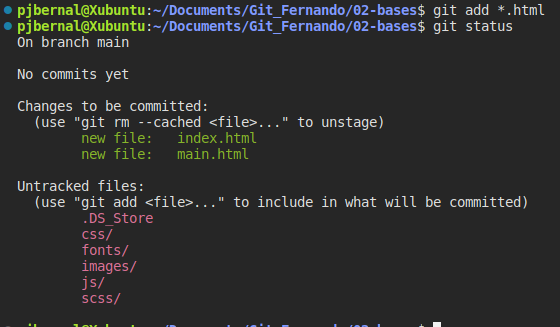 pjbernal@Xubuntu:~/Documents/Git_Fernando/02-bases$ git add *.html
pjbernal@Xubuntu:~/Documents/Git_Fernando/02-bases$ git status
On branch main
No commits yet
Changes to be committed:
(use "git rm --cached <file>..." to unstage)
new file: index.html
new file: main.html
Untracked files:
(use "git add <file>..." to include in what will be committed)
.DS_Store
css/
fonts/
images/
js/
scss/
pjbernal@Xubuntu:~/Documents/Git_Fernando/02-bases$